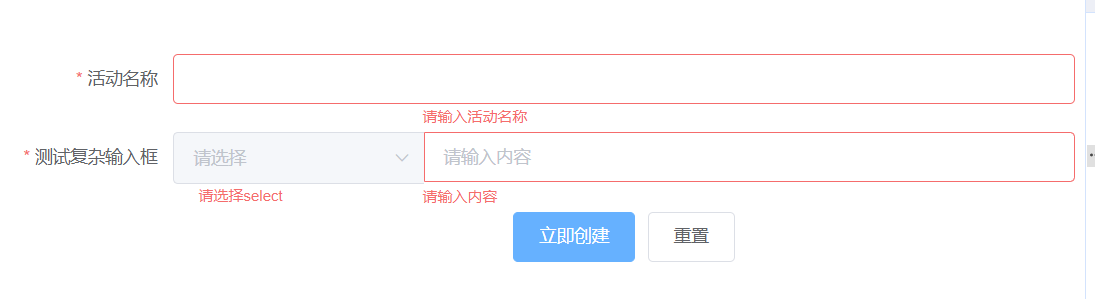 * 活动名称
请输入活动名称
* 测试复杂输入框 请选择 请输入内容
请选择select 请输入内容
立即创建 重置